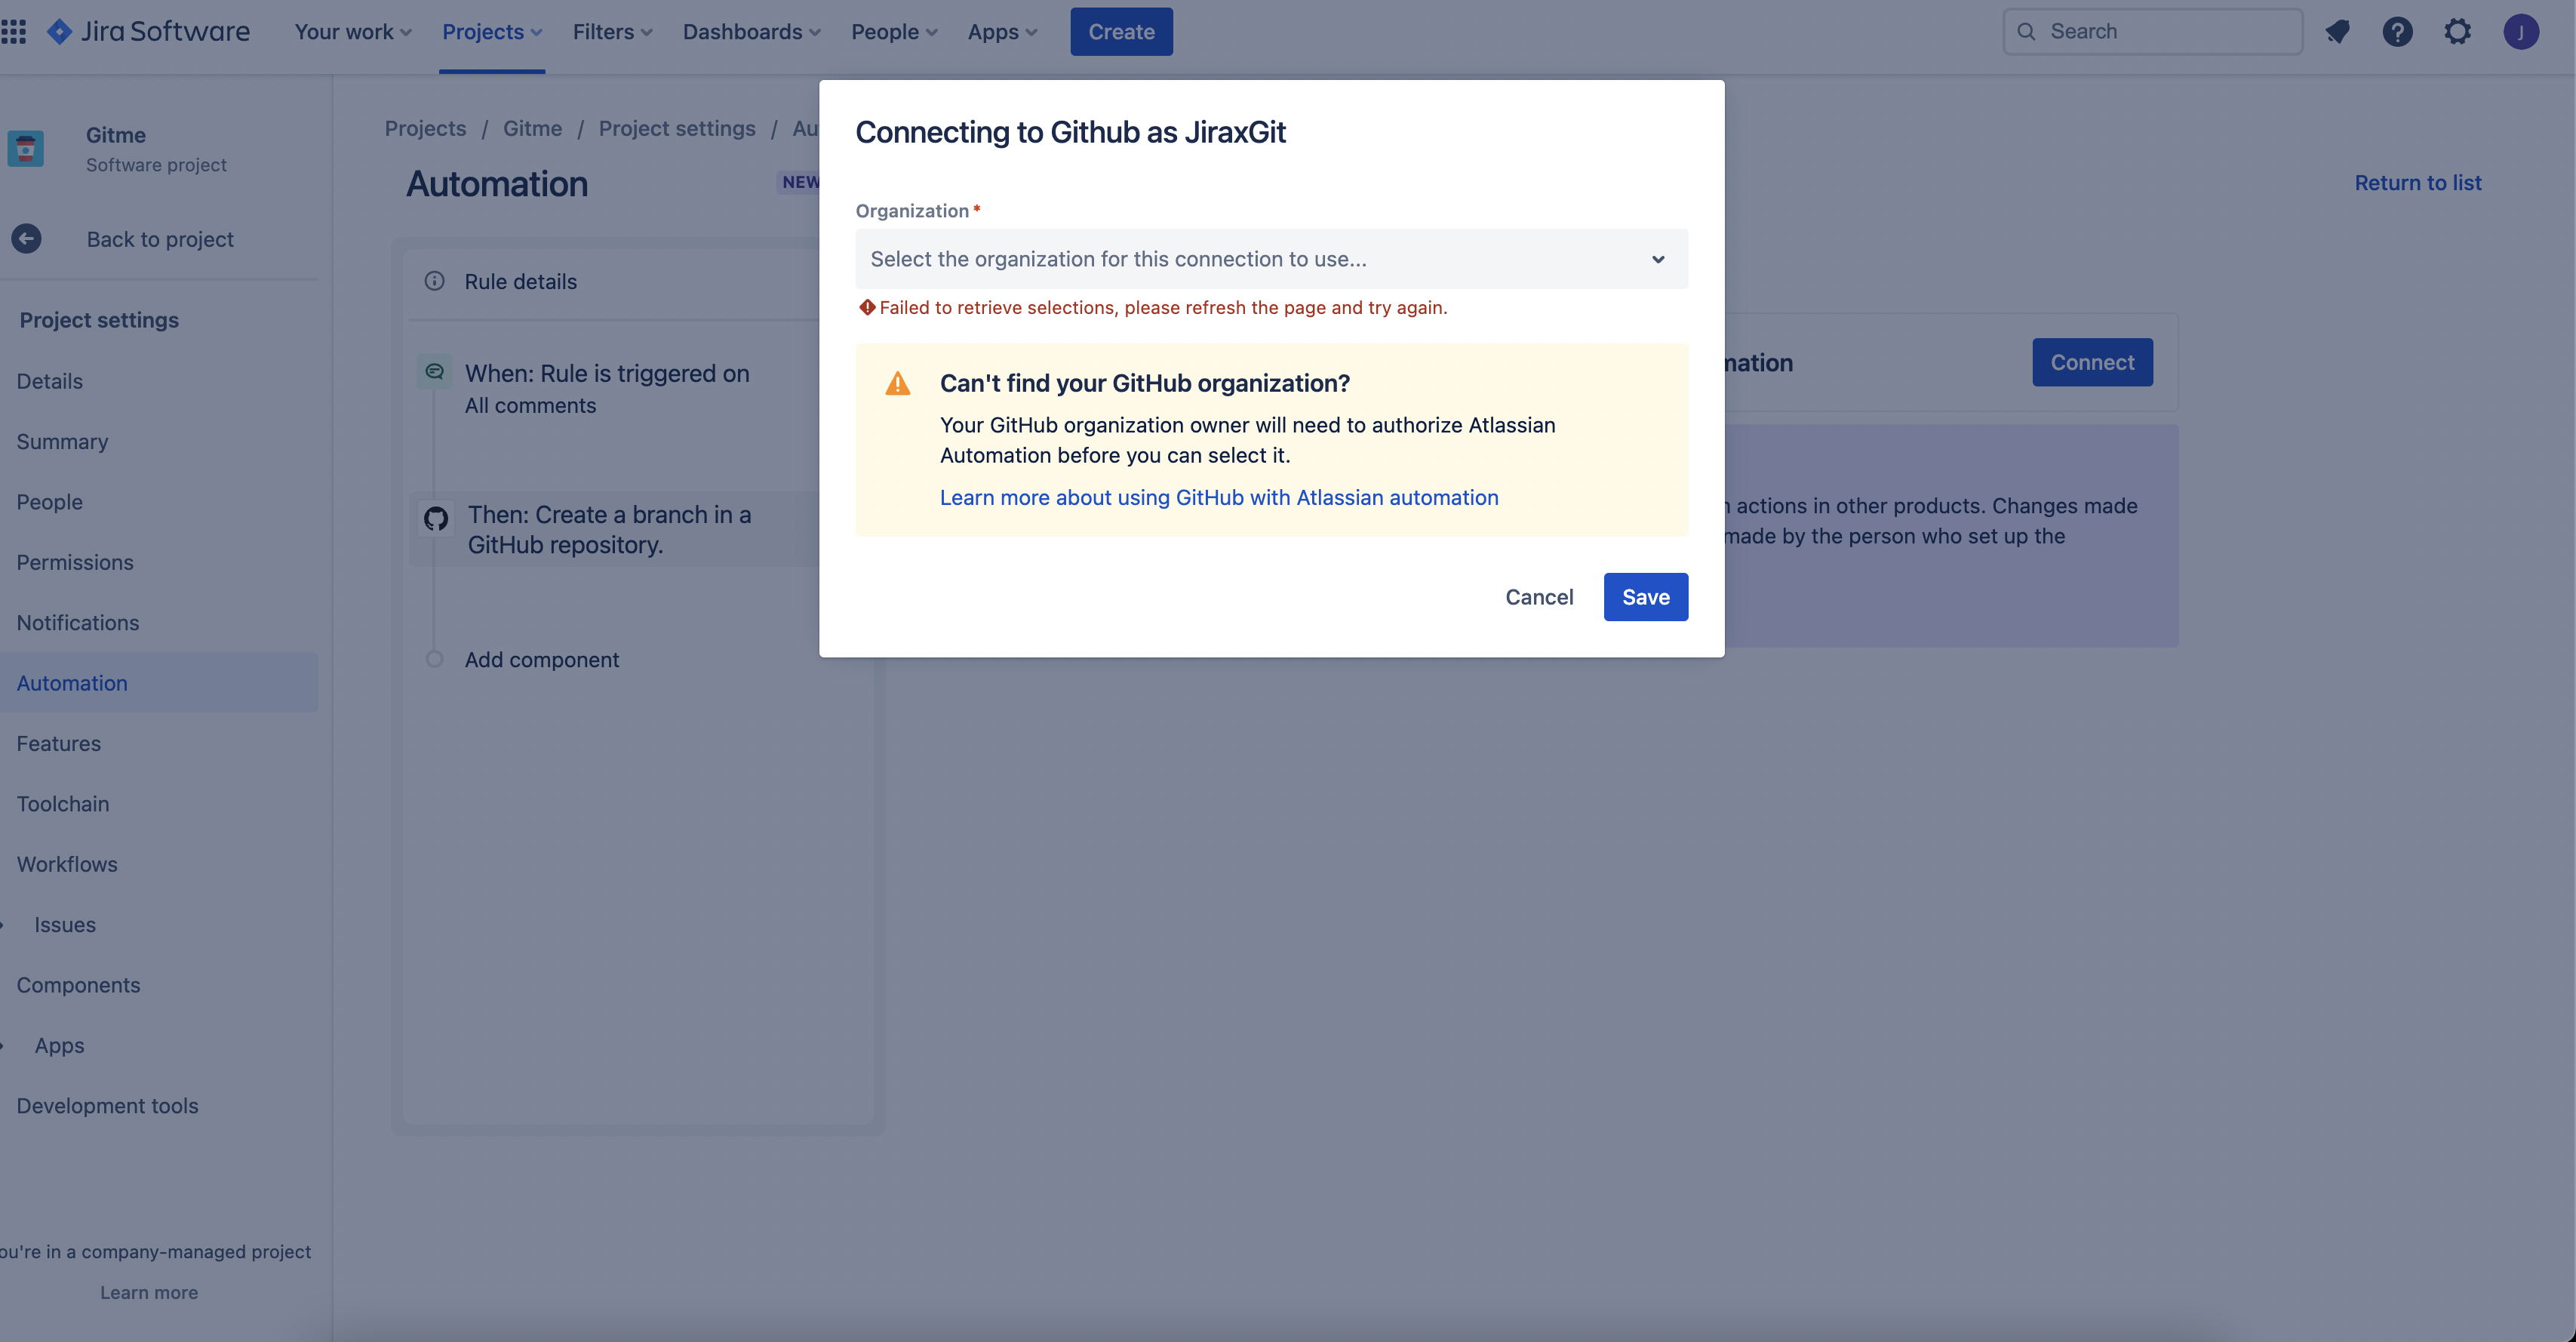 Jira Software
Your work
Projects
Filters
Dashboards
People
Apps
Create
Search
J
Gitme
Software project
Back to project
Project settings
Details
Summary
People
Permissions
Notifications
Automation
Features
Toolchain
Workflows
Issues
Components
Apps
Development tools
ou're in a company-managed project
Learn more
Projects / Gitme / Project settings / Au
Automation
NEW
Return to list
Rule details
When: Rule is triggered on
All comments
Then: Create a branch in a
GitHub repository.
Add component
Connecting to Github as JiraxGit
Organization *
Select the organization for this connection to use...
Failed to retrieve selections, please refresh the page and try again.
Can't find your GitHub organization?
Your GitHub organization owner will need to authorize Atlassian
Automation before you can select it.
Learn more about using GitHub with Atlassian automation
Cancel
Save
mation
Connect
n actions in other products. Changes made
made by the person who set up the